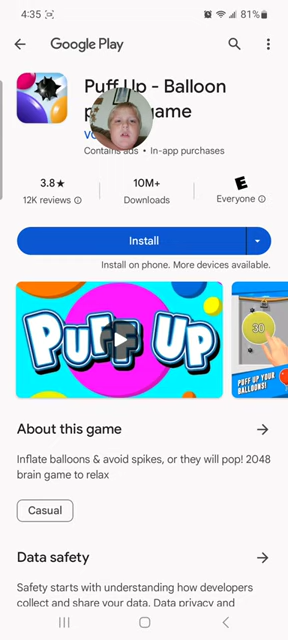 4:35
81%
Google Play
Puff Up - Balloon
game
Contains ads • In-app purchases
3.8★
12K reviews
10M+
Downloads
E
Everyone
Install
Install on phone. More devices available.
PUFF UP
30
PUFF UP YOUR
BALLOONS!
About this game
Inflate balloons & avoid spikes, or they will pop! 2048
brain game to relax
Casual
Data safety
Safety starts with understanding how developers
collect and share your data. Data privacy and